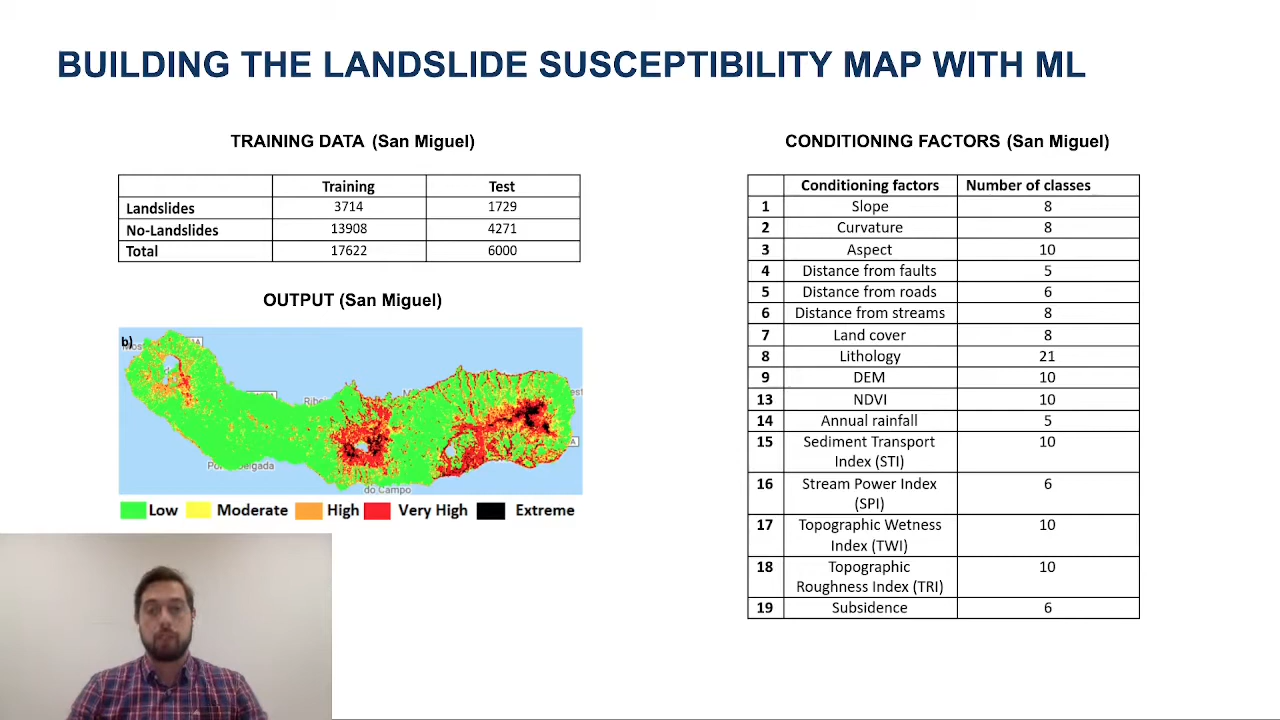 BUILDING THE LANDSLIDE SUSCEPTIBILITY MAP WITH ML
TRAINING DATA (San Miguel)
Training Test
Landslides 3714 1729
No-Landslides 13908 4271
Total 17622 6000
OUTPUT (San Miguel)
b)
do Campo
Low Moderate High Very High Extreme
CONDITIONING FACTORS (San Miguel)
Conditioning factors Number of classes
1 Slope 8
2 Curvature 8
3 Aspect 10
4 Distance from faults 5
5 Distance from roads 6
6 Distance from streams 8
7 Land cover 8
8 Lithology 21
9 DEM 10
13 NDVI 10
14 Annual rainfall 5
15 Sediment Transport 10
Index (STI)
16 Stream Power Index 6
(SPI)
17 Topographic Wetness 10
Index (TWI)
18 Topographic 10
Roughness Index (TRI)
19 Subsidence 6